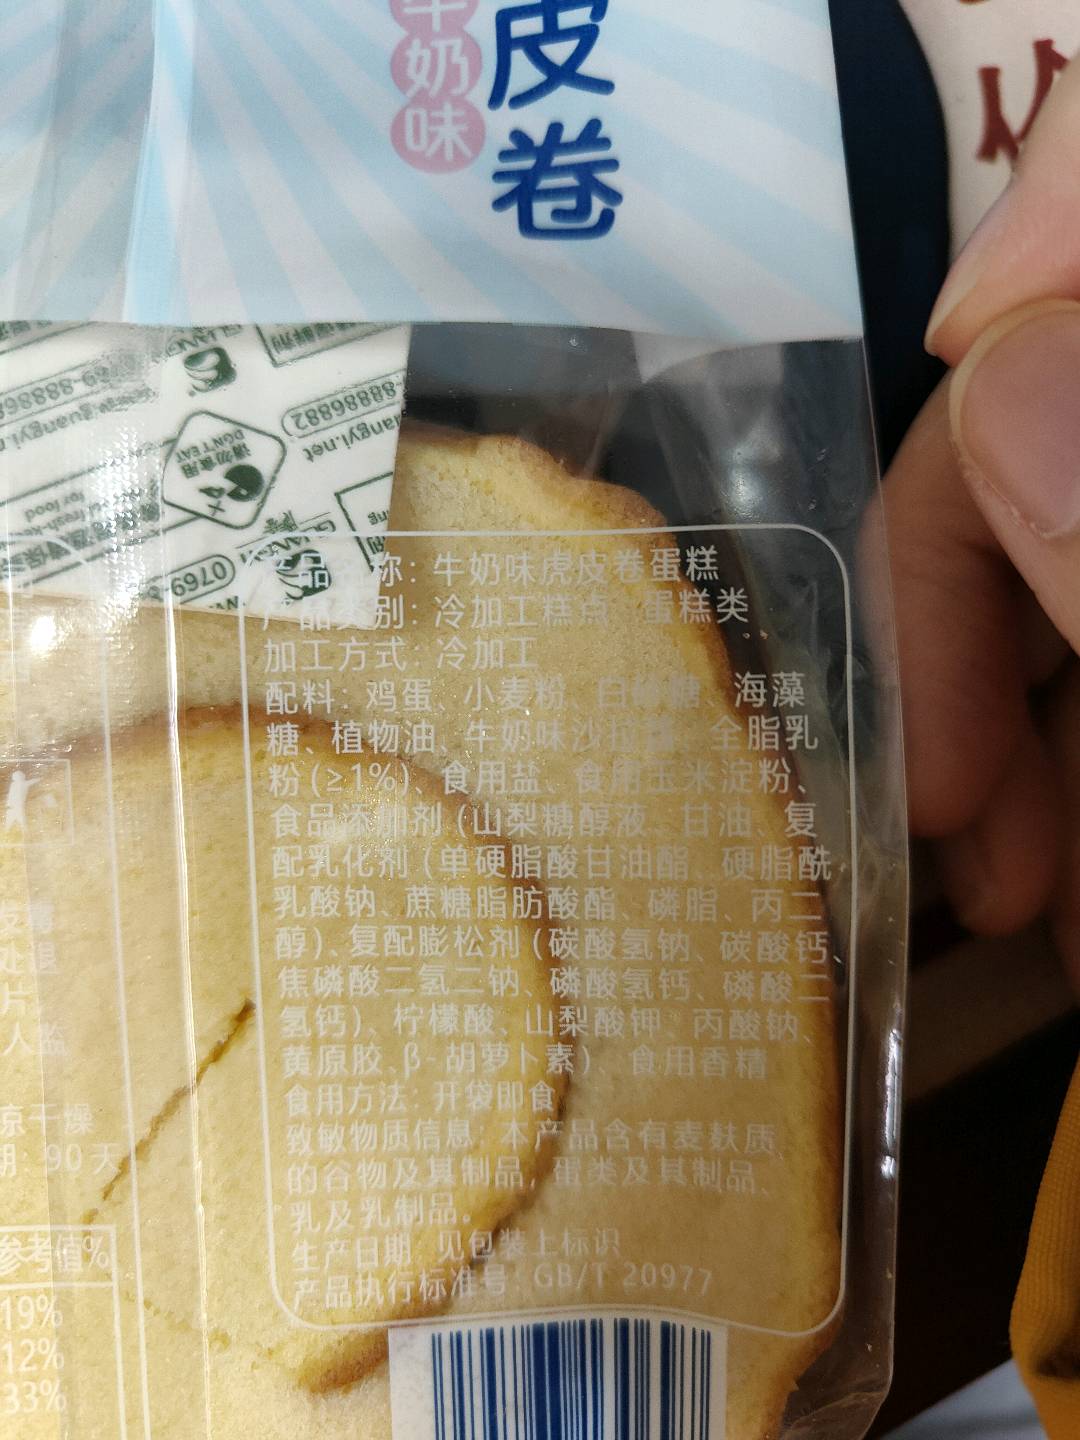 牛奶味
皮卷
请勿食用
DON'T EAT
for food
88886882
0769-8
产品名称: 牛奶味虎皮卷蛋糕
产品类别: 冷加工糕点 蛋糕类
加工方式: 冷加工
配料: 鸡蛋、小麦粉、白砂糖、海藻
糖、植物油、牛奶味沙拉酱、全脂乳
粉(≥1%)、食用盐、食用玉米淀粉、
食品添加剂 (山梨糖醇液、甘油、复
配乳化剂 (单硬脂酸甘油酯、硬脂酰
乳酸钠、蔗糖脂肪酸酯、磷脂、丙二
醇)、复配膨松剂 (碳酸氢钠、碳酸钙、
焦磷酸二氢二钠、磷酸氢钙、磷酸二
氢钙)、柠檬酸、山梨酸钾、丙酸钠、
黄原胶、β-胡萝卜素)、食用香精
食用方法: 开袋即食
致敏物质信息: 本产品含有麦麸质
的谷物及其制品, 蛋类及其制品、
乳及乳制品。
生产日期: 见包装上标识
产品执行标准号: GB/T 20977
京干燥
期: 90天
参考值%
19%
12%
33%